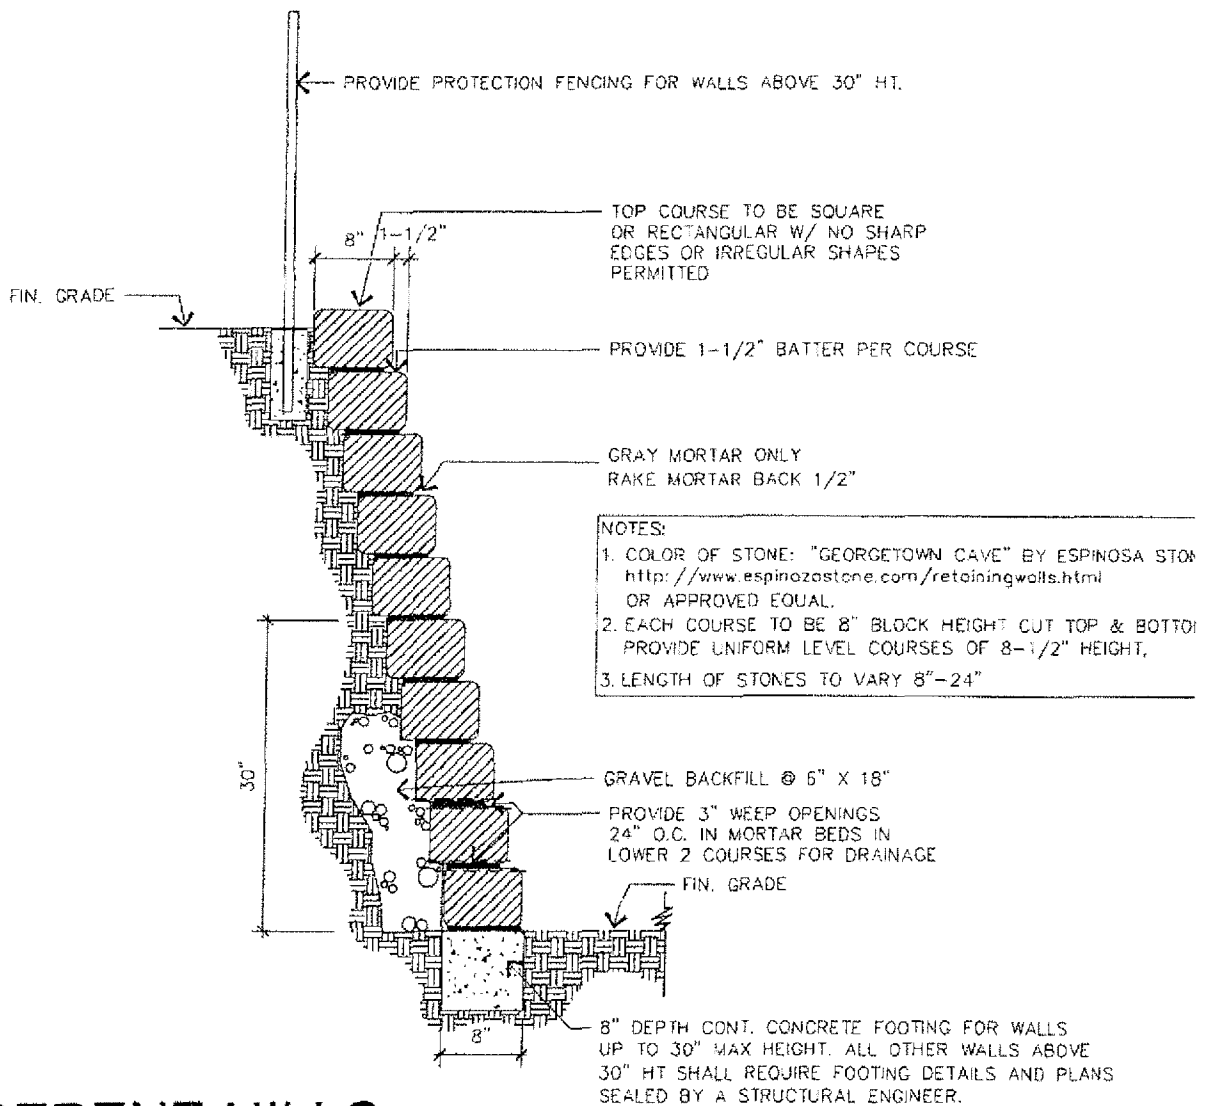 PROVIDE PROTECTION FENCING FOR WALLS ABOVE 30" HT.
TOP COURSE TO BE SQUARE
OR RECTANGULAR W/ NO SHARP
EDGES OR IRREGULAR SHAPES
PERMITTED
8" 1-1/2"
FIN. GRADE
PROVIDE 1-1/2" BATTER PER COURSE
GRAY MORTAR ONLY
RAKE MORTAR BACK 1/2"
NOTES:
1. COLOR OF STONE: "GEORGETOWN CAVE" BY ESPINOSA STON
http://www.espinozastone.com/retainingwalls.html
OR APPROVED EQUAL.
2. EACH COURSE TO BE 8" BLOCK HEIGHT CUT TOP & BOTTO
PROVIDE UNIFORM LEVEL COURSES OF 8-1/2" HEIGHT,
3. LENGTH OF STONES TO VARY 8"-24"
30"
GRAVEL BACKFILL @ 6" X 18"
PROVIDE 3" WEEP OPENINGS
24" O.C. IN MORTAR BEDS IN
LOWER 2 COURSES FOR DRAINAGE
FIN. GRADE
8"
8" DEPTH CONT. CONCRETE FOOTING FOR WALLS
UP TO 30" MAX HEIGHT. ALL OTHER WALLS ABOVE
30" HT SHALL REQUIRE FOOTING DETAILS AND PLANS
SEALED BY A STRUCTURAL ENGINEER.